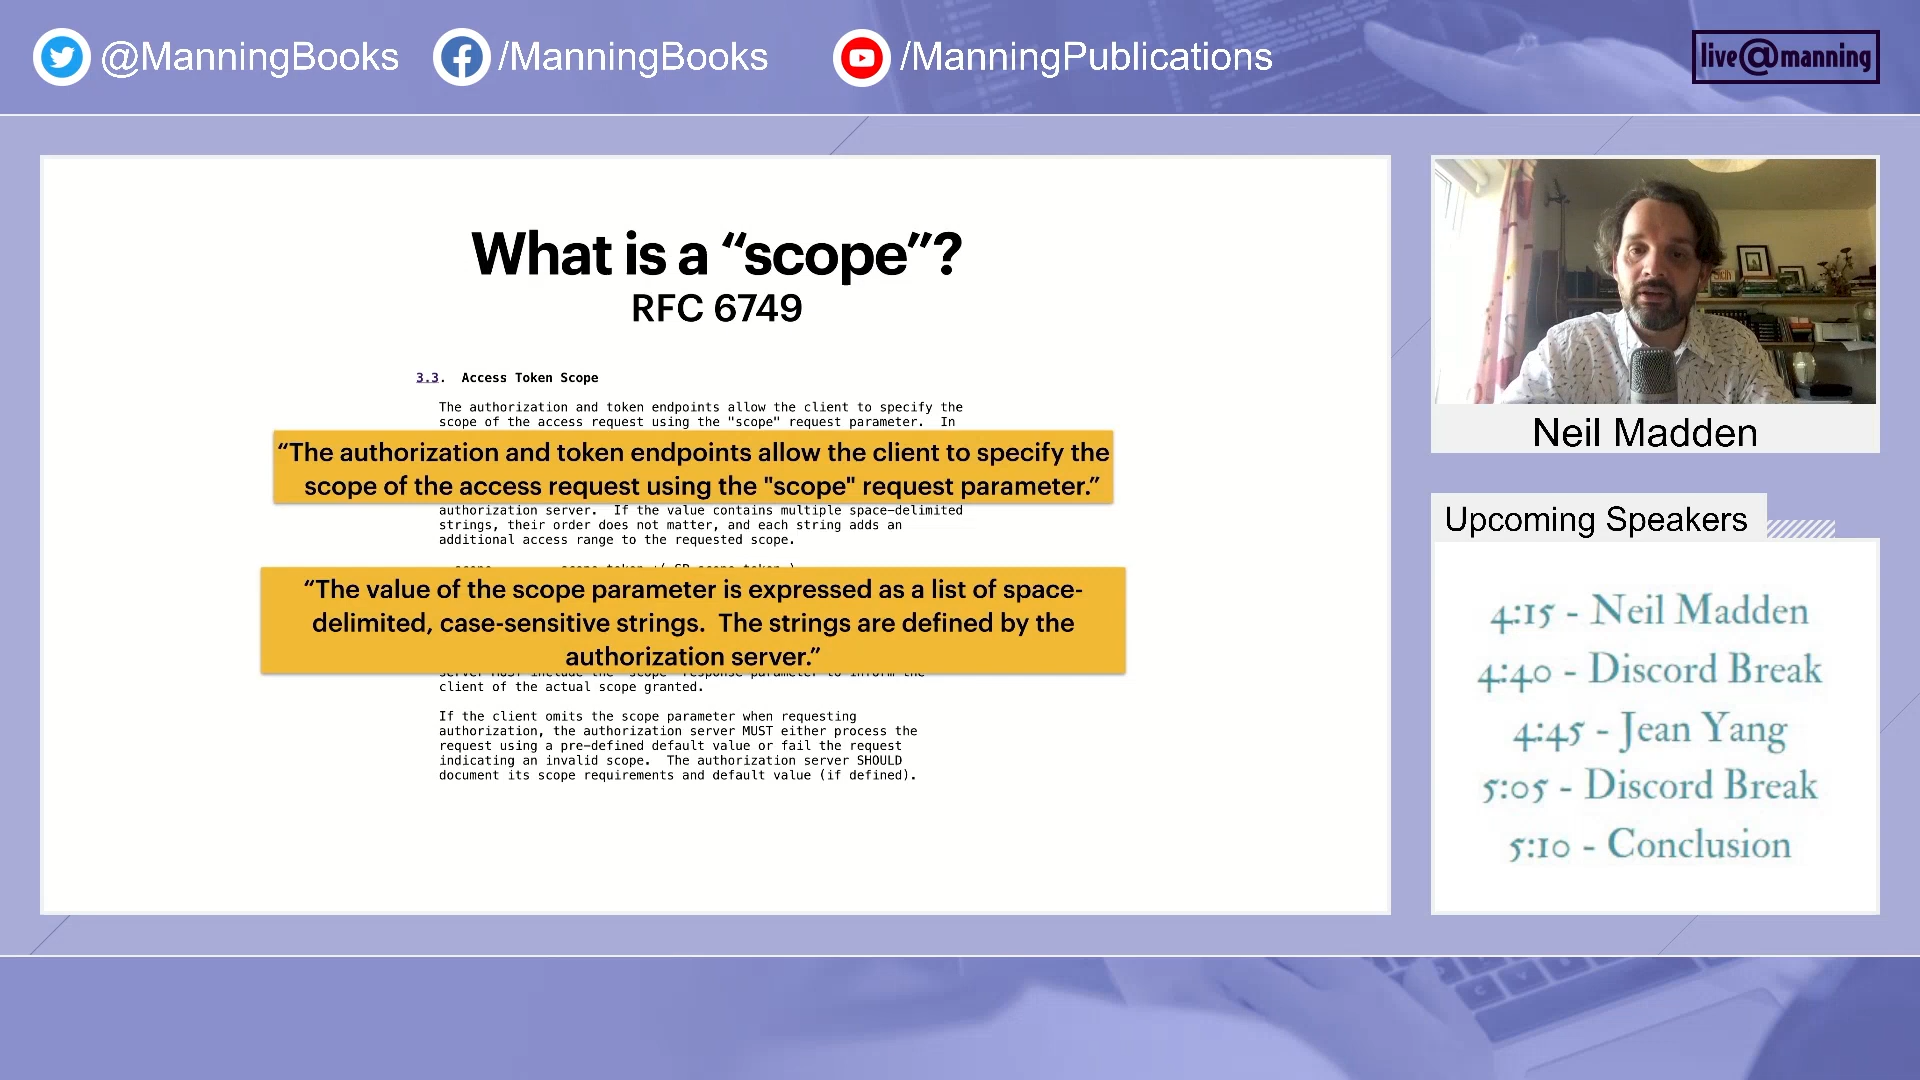 @ManningBooks /ManningBooks /ManningPublications live@manning
What is a “scope”?
RFC 6749
3.3. Access Token Scope
The authorization and token endpoints allow the client to specify the
scope of the access request using the "scope" request parameter. In
“The authorization and token endpoints allow the client to specify the
scope of the access request using the "scope" request parameter.”
authorization server. If the value contains multiple space-delimited
strings, their order does not matter, and each string adds an
additional access range to the requested scope.
“The value of the scope parameter is expressed as a list of space-
delimited, case-sensitive strings. The strings are defined by the
authorization server.”
client of the actual scope granted.
If the client omits the scope parameter when requesting
authorization, the authorization server MUST either process the
request using a pre-defined default value or fail the request
indicating an invalid scope. The authorization server SHOULD
document its scope requirements and default value (if defined).
Neil Madden
Upcoming Speakers
4:15 - Neil Madden
4:40 - Discord Break
4:45 - Jean Yang
5:05 - Discord Break
5:10 - Conclusion